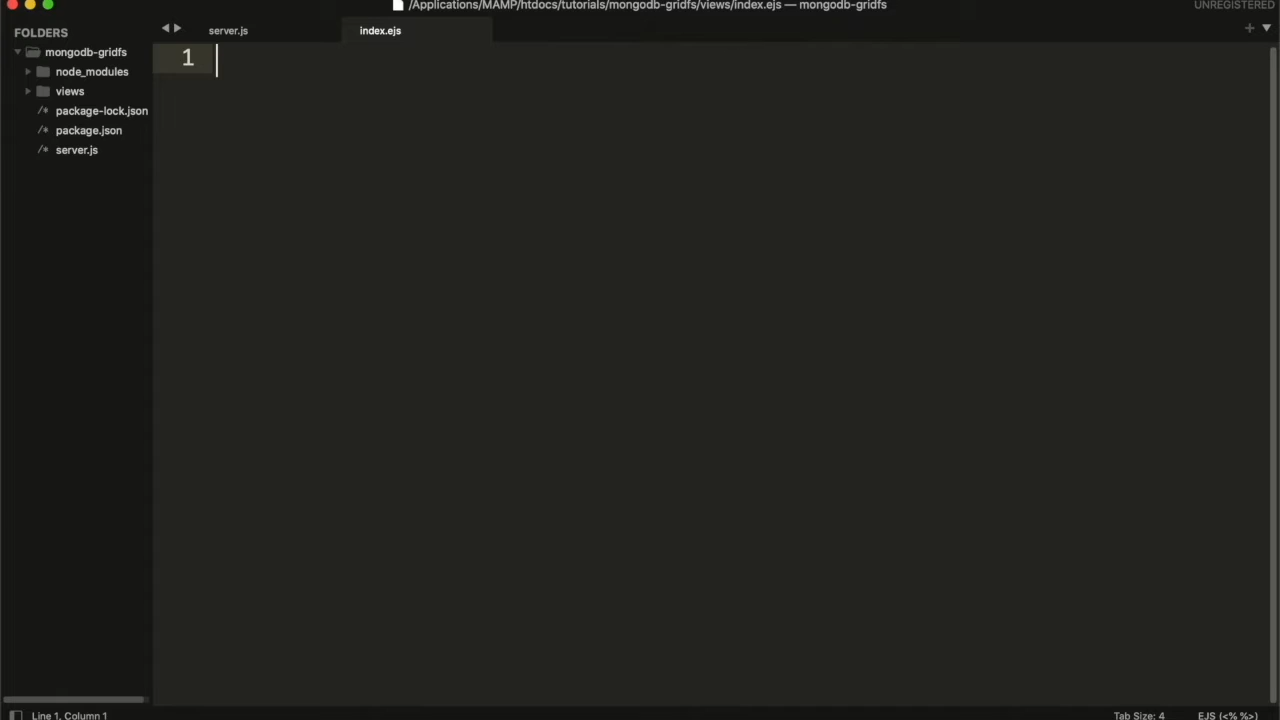 /Applications/MAMP/htdocs/tutorials/mongodb-gridfs/views/index.ejs — mongodb-gridfs
UNREGISTERED
FOLDERS
mongodb-gridfs
node_modules
views
/* package-lock.json
/* package.json
/* server.js
server.js
index.ejs
1
Line 1, Column 1
Tab Size: 4
EJS (<% %>)